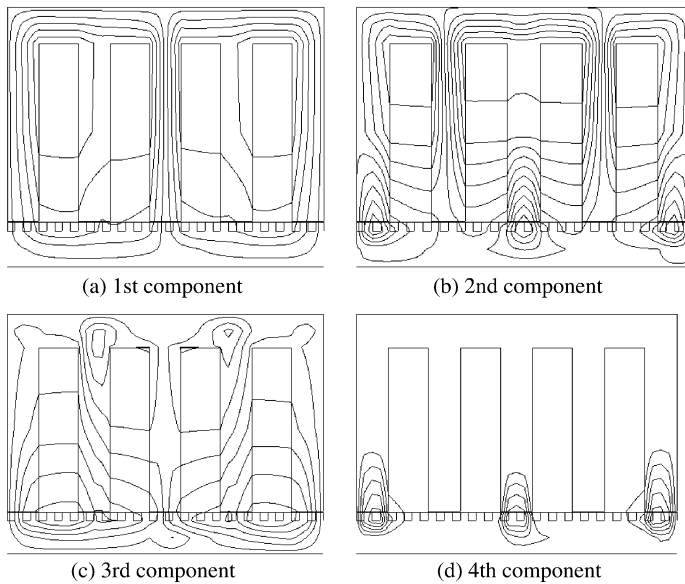 (a) 1st component
(b) 2nd component
(c) 3rd component
(d) 4th component